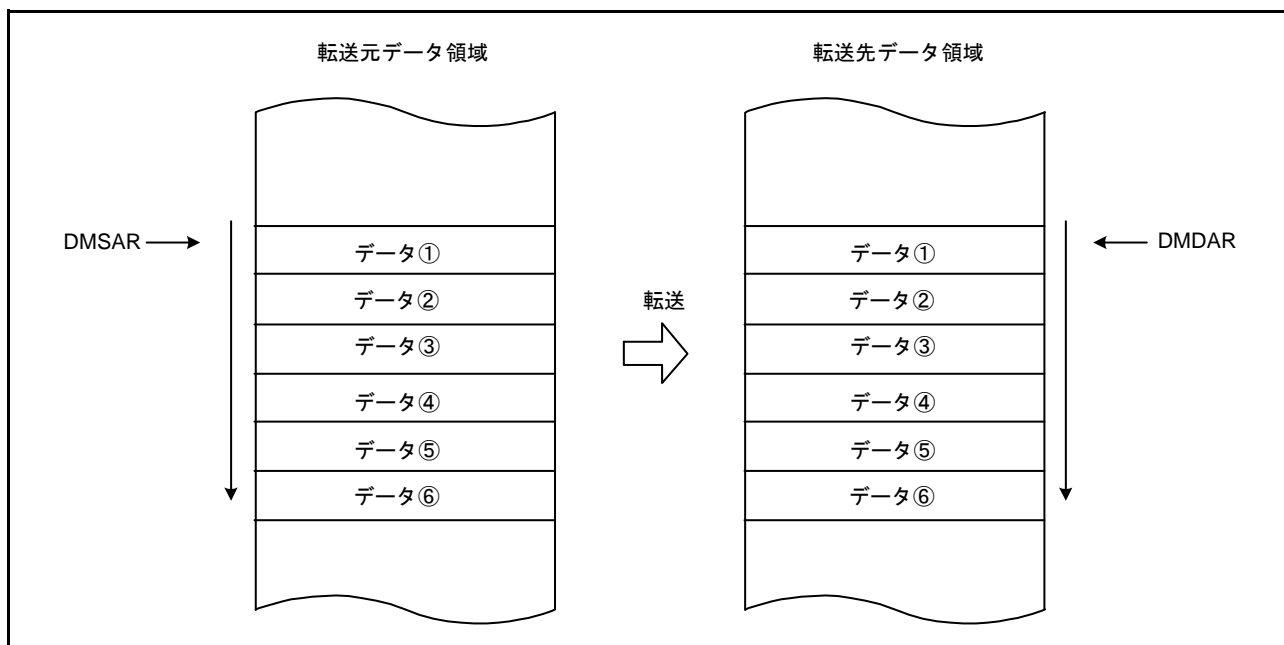 転送元データ領域
転送先データ領域
DMSAR
DMDAR
データ①
データ②
データ③
データ④
データ⑤
データ⑥
転送
データ①
データ②
データ③
データ④
データ⑤
データ⑥